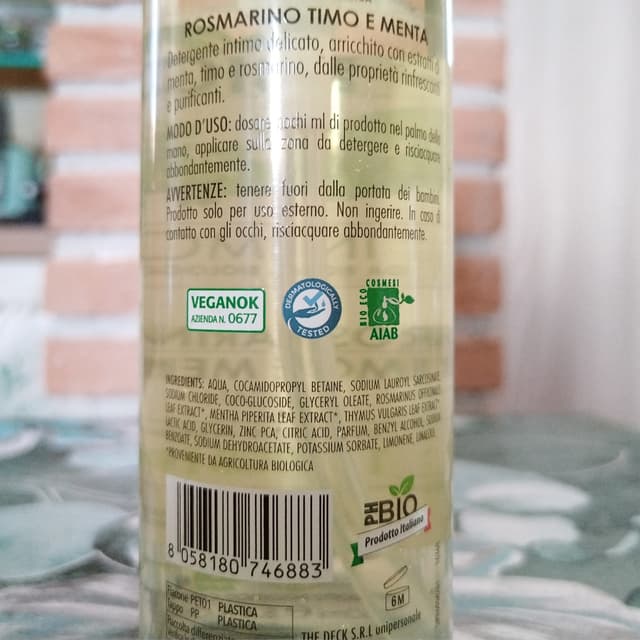 ROSMARINO TIMO E MENTA
Detergente intimo delicato, arricchito con estratti
menta, timo e rosmarino, dalle proprietà rinfrescanti
e purificanti.
MODO D'USO: dosare pochi ml di prodotto nel palmo della
mano, applicare sulla zona da detergere e risciacquare
abbondantemente.
AVVERTENZE: tenere fuori dalla portata dei bambini.
Prodotto solo per uso esterno. Non ingerire. In caso di
contatto con gli occhi, risciacquare abbondantemente.
VEGANOK
AZIENDA N. 0677
DERMATOLOGICALLY
TESTED
BIO ECO COSMESI
AIAB
INGREDIENTS: AQUA, COCAMIDOPROPYL BETAINE, SODIUM LAUROYL SARCOSINATE,
SODIUM CHLORIDE, COCO-GLUCOSIDE, GLYCERYL OLEATE, ROSMARINUS OFFICINALIS
LEAF EXTRACT*, MENTHA PIPERITA LEAF EXTRACT*, THYMUS VULGARIS LEAF EXTRACT*,
LACTIC ACID, GLYCERIN, ZINC PCA, CITRIC ACID, PARFUM, BENZYL ALCOHOL, SODIUM
BENZOATE, SODIUM DEHYDROACETATE, POTASSIUM SORBATE, LIMONENE, LINALOOL.
*PROVENIENTE DA AGRICOLTURA BIOLOGICA
PH BIO
Prodotto Italiano
8 058180 746883
6M
Flacone PET01 PLASTICA
Tappo PP PLASTICA
Raccolta differenziata
THE DECK S.R.L unipersonale